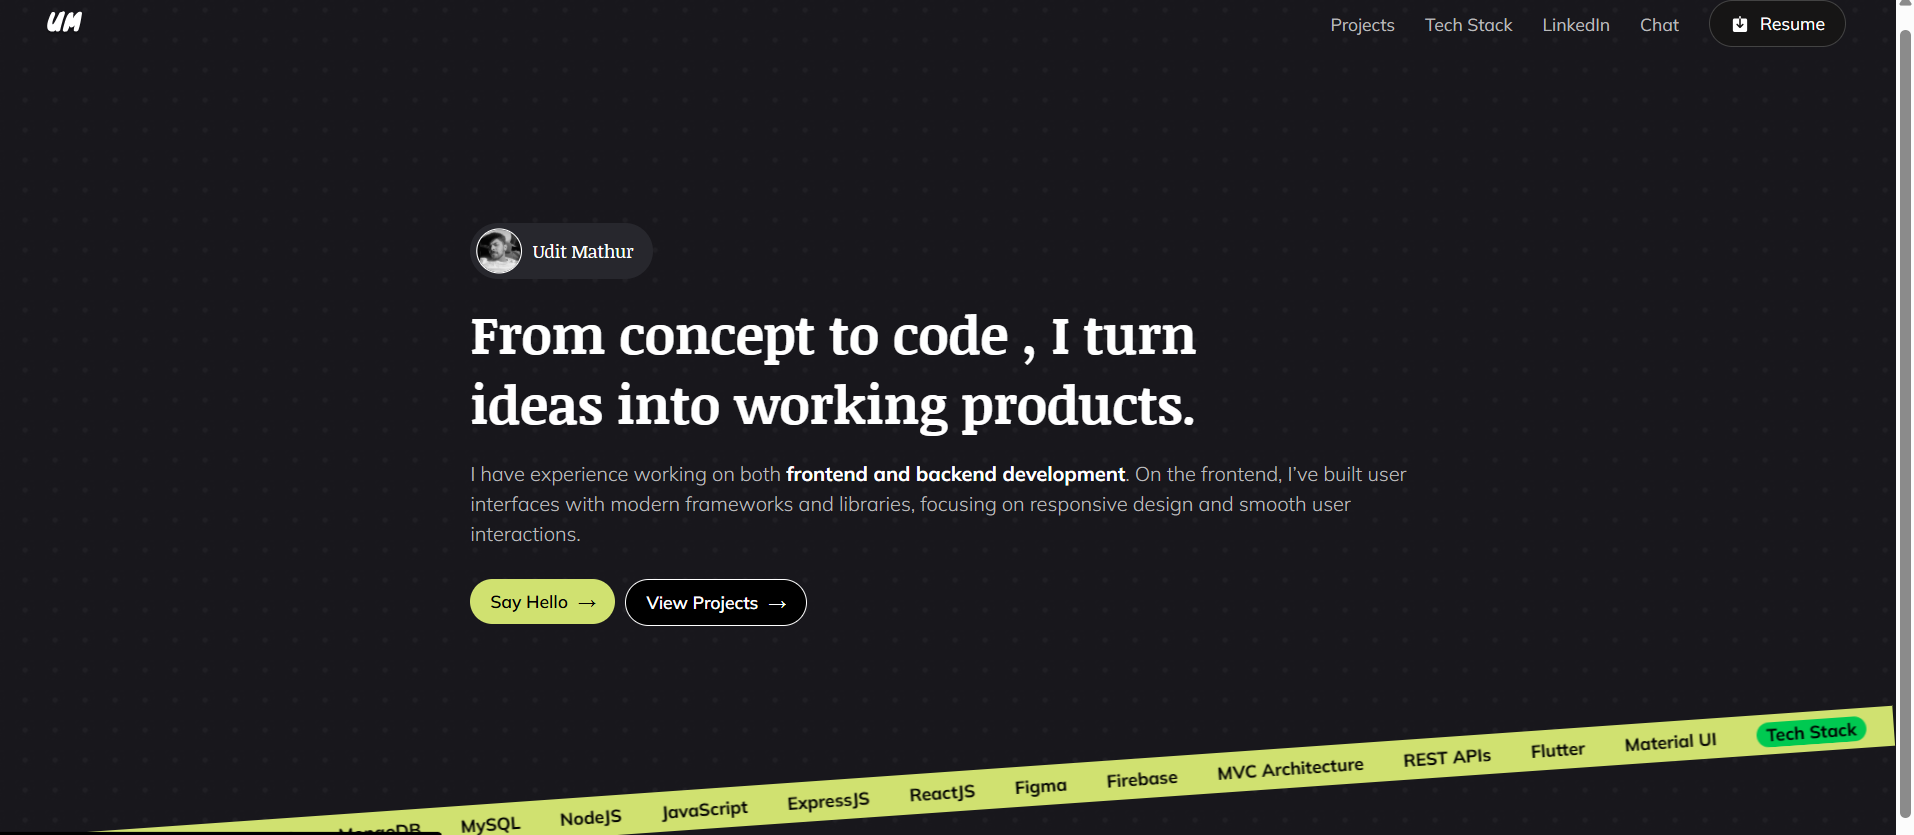 UM
Projects
Tech Stack
LinkedIn
Chat
Resume
Udit Mathur
From concept to code , I turn
ideas into working products.
I have experience working on both frontend and backend development. On the frontend, I’ve built user
interfaces with modern frameworks and libraries, focusing on responsive design and smooth user
interactions.
Say Hello →
View Projects →
MongoDB MySQL NodeJS JavaScript ExpressJS ReactJS Figma Firebase MVC Architecture REST APIs Flutter Material UI Tech Stack